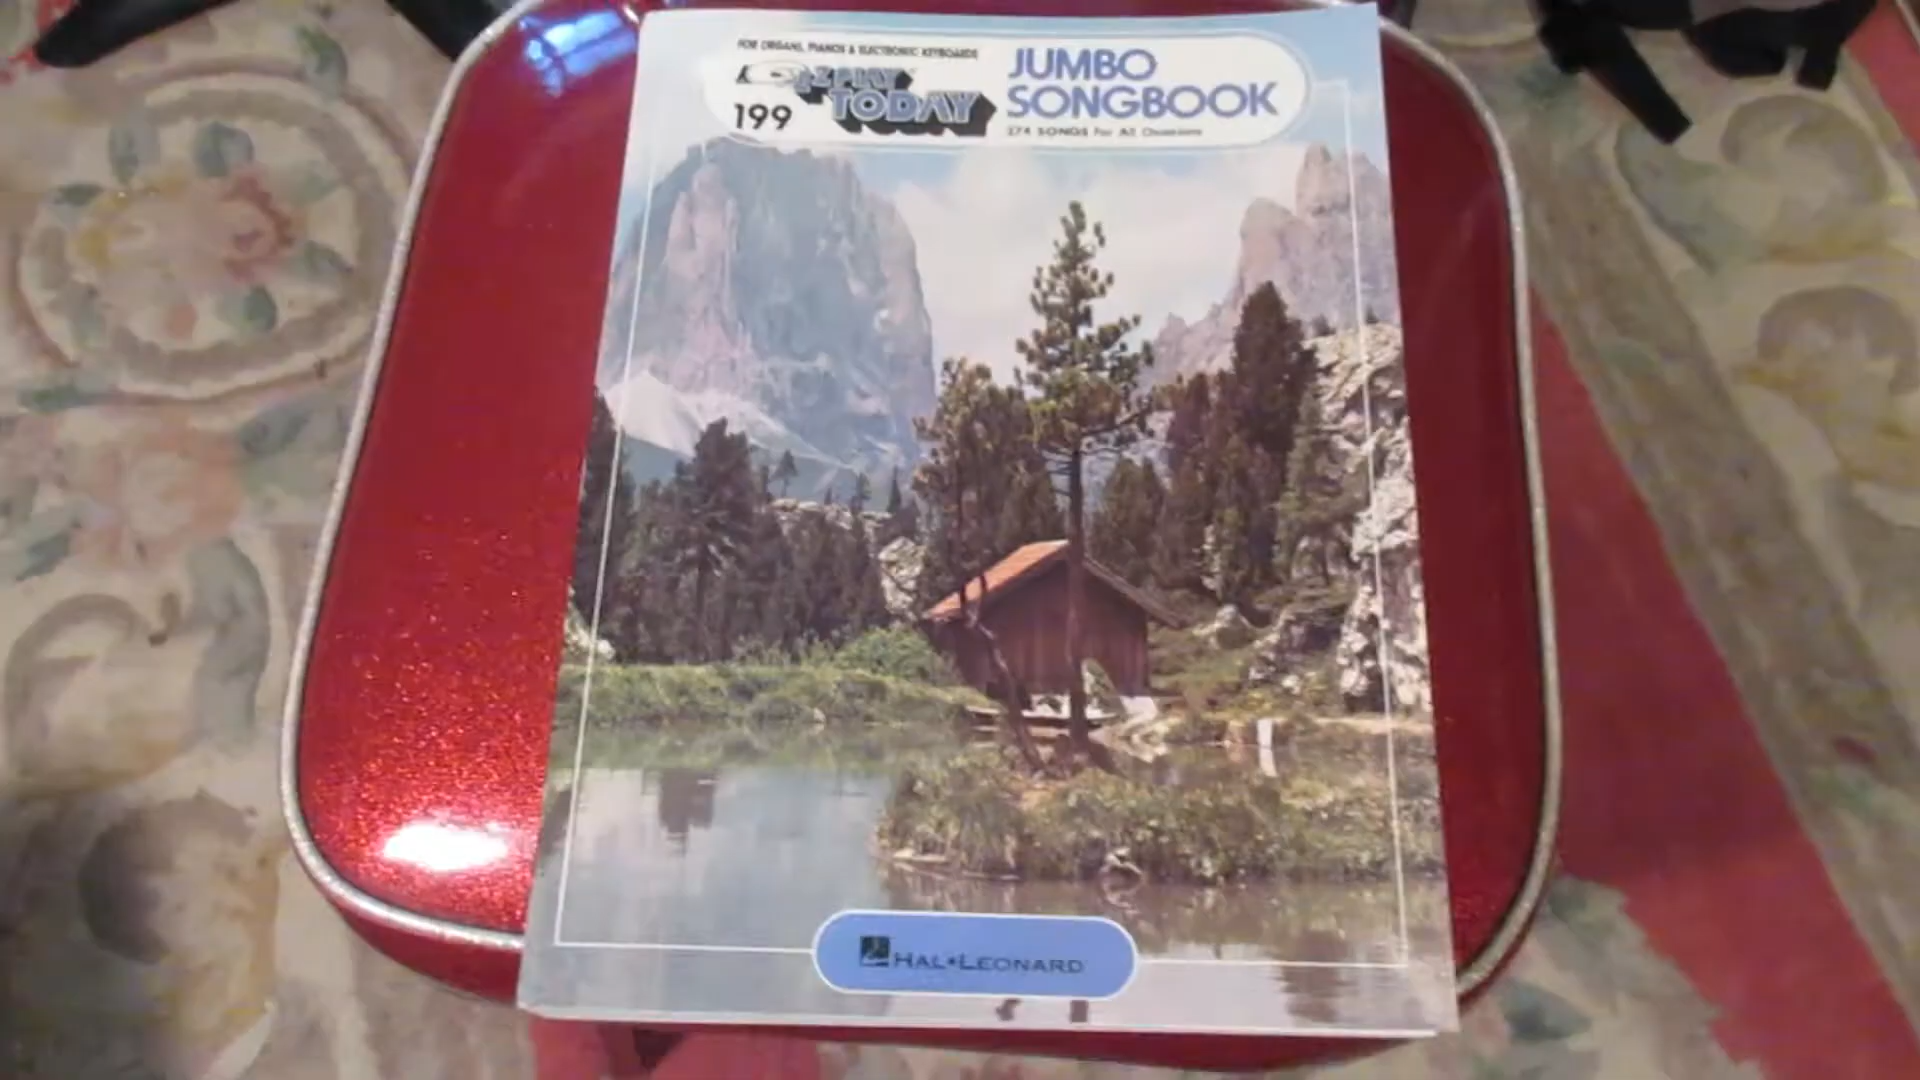 FOR ORGANS, PIANOS & ELECTRONIC KEYBOARDS
E-Z PLAY
TODAY
199
JUMBO
SONGBOOK
274 SONGS For All Occasions
HAL•LEONARD